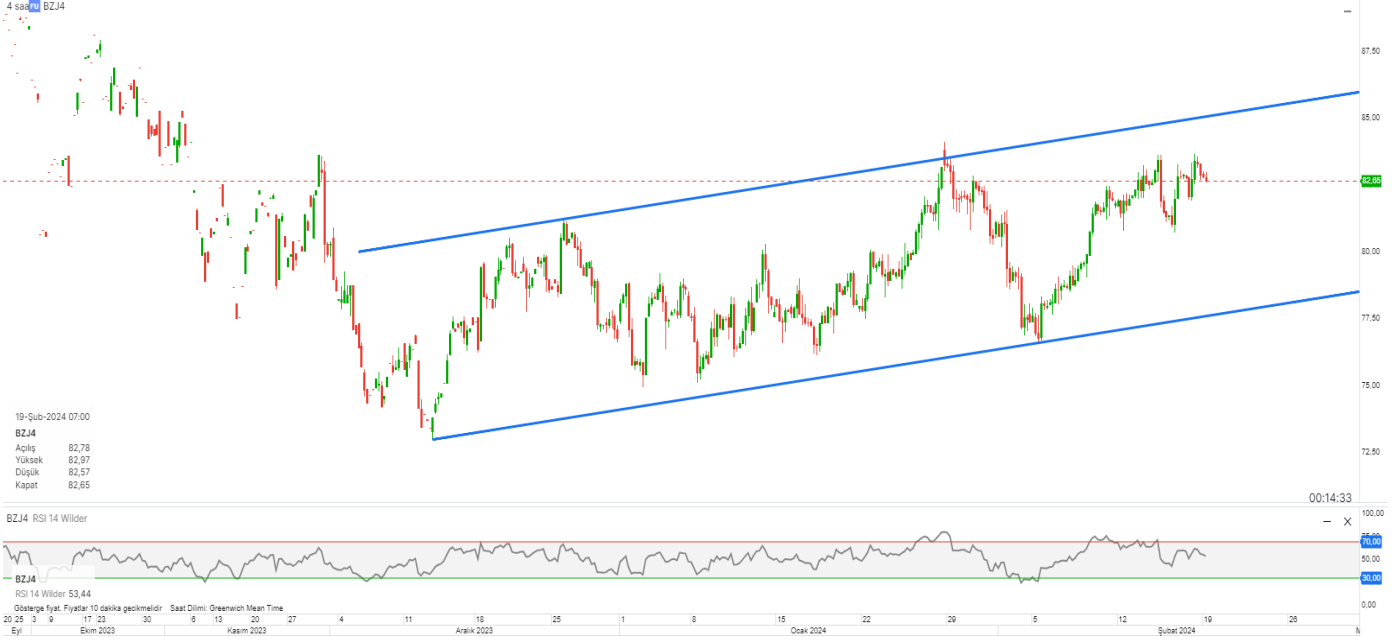 4 saa ru BZJ4
87,50
85,00
82,65
80,00
77,50
75,00
72,50
19-Şub-2024 07:00
BZJ4
Açılış 82,78
Yüksek 82,97
Düşük 82,57
Kapat 82,65
00:14:33
BZJ4 RSI 14 Wilder
100,00
70,00
50,00
30,00
0,00
BZJ4
RSI 14 Wilder 53,44
Gösterge fiyat. Fiyatlar 10 dakika gecikmelidir Saat Dilimi: Greenwich Mean Time
20 25 3 9 17 23 30 6 13 20 27 4 11 18 25 1 8 15 22 29 5 12 19 26
Eyl Ekim 2023 Kasım 2023 Aralık 2023 Ocak 2024 Şubat 2024